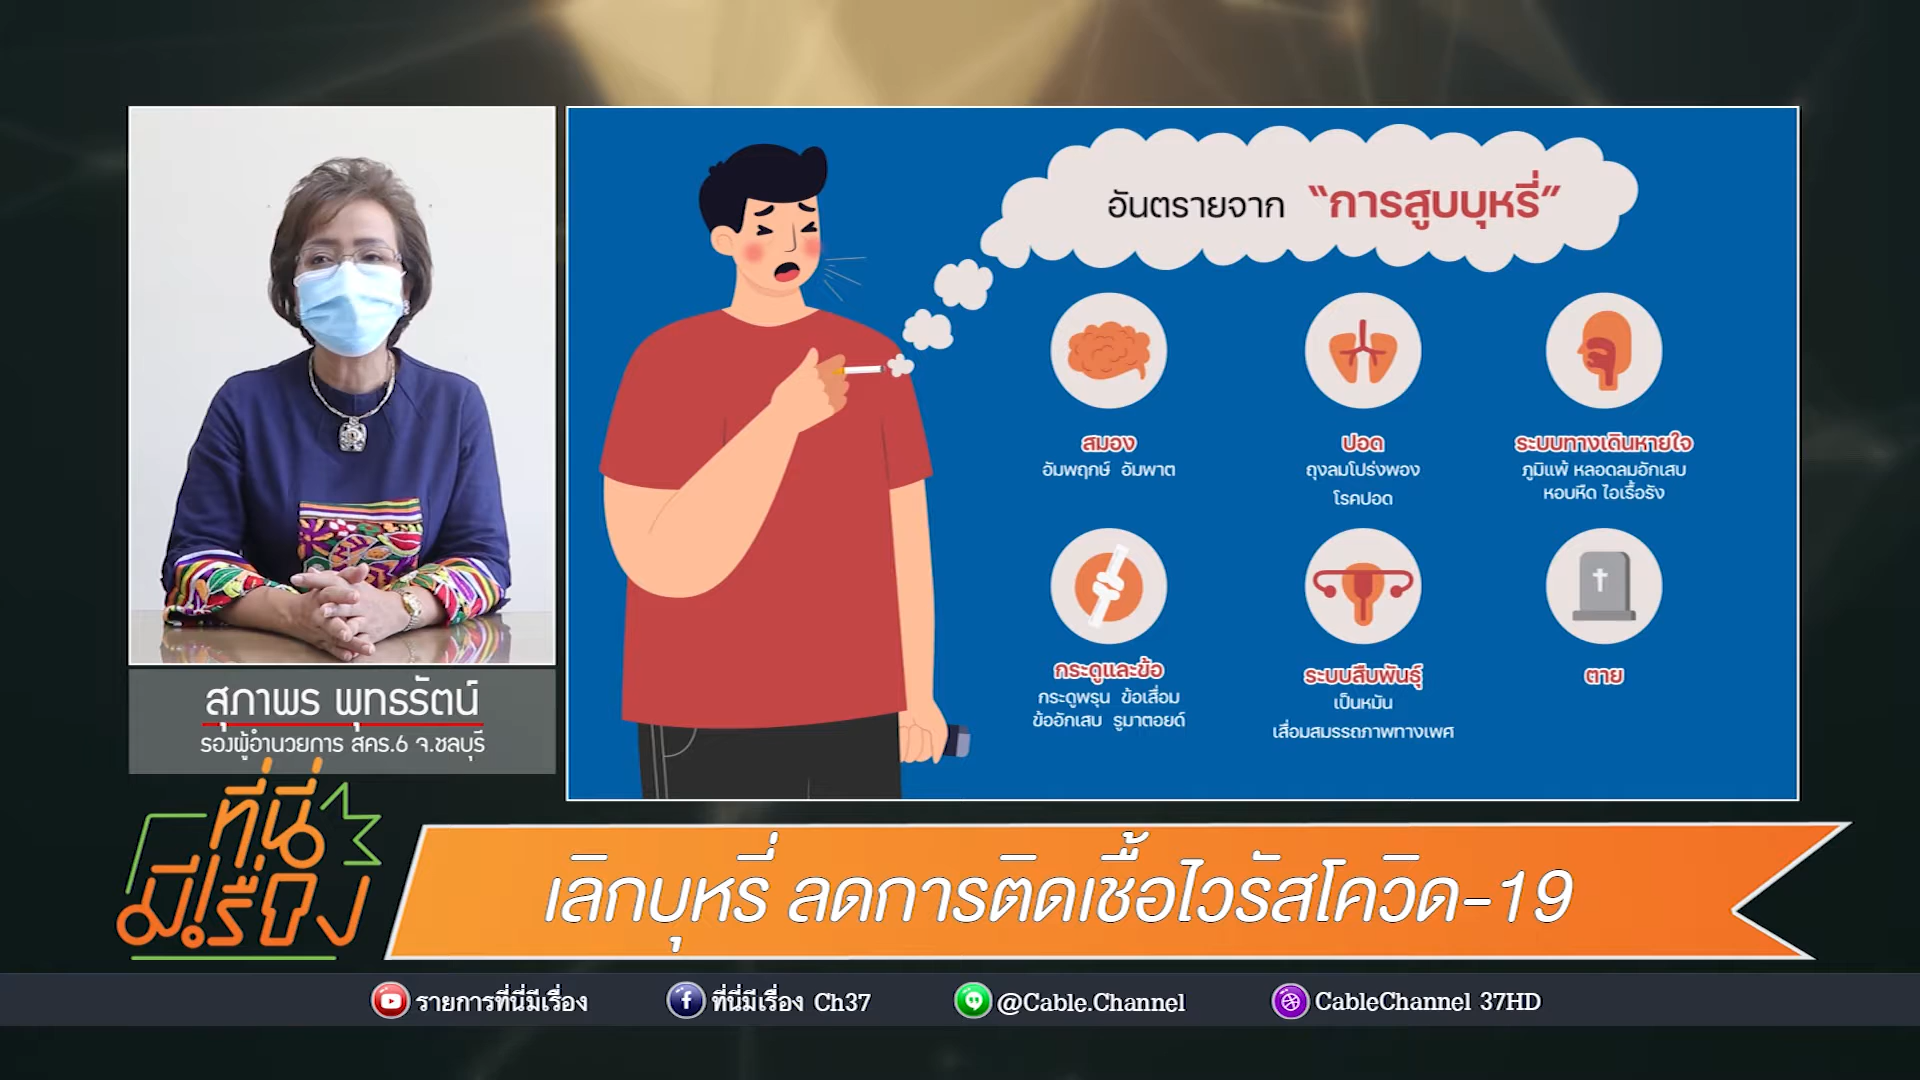 อันตรายจาก "การสูบบุหรี่"
สมอง
อัมพฤกษ์ อัมพาต
ปอด
ถุงลมโป่งพอง
โรคปอด
ระบบทางเดินหายใจ
ภูมิแพ้ หลอดลมอักเสบ
หอบหืด ไอเรื้อรัง
กระดูและข้อ
กระดูพรุน ข้อเสื่อม
ข้ออักเสบ รูมาตอยด์
ระบบสืบพันธุ์
เป็นหมัน
เสื่อมสมรรถภาพทางเพศ
ตาย
สุภาพร พุทธรัตน์
รองผู้อำนวยการ สคร.6 จ.ชลบุรี
ที่นี่
มีเรื่อง
เลิกบุหรี่ ลดการติดเชื้อไวรัสโควิด-19
รายการที่นี่มีเรื่อง
ที่นี่มีเรื่อง Ch37
@Cable.Channel
CableChannel 37HD